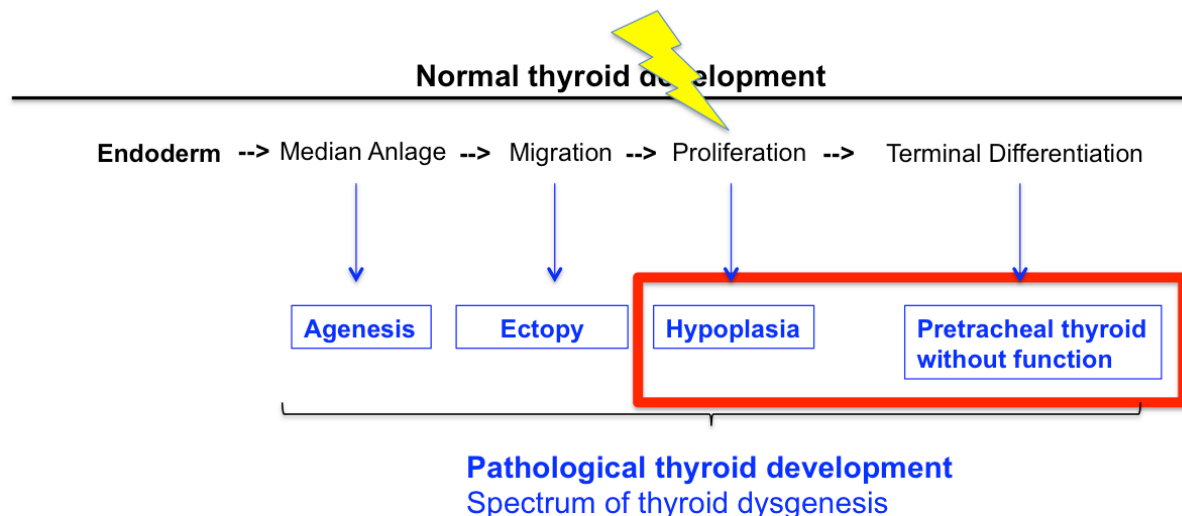 Normal thyroid development
Endoderm --> Median Anlage --> Migration --> Proliferation --> Terminal Differentiation
Agenesis Ectopy Hypoplasia Pretracheal thyroid
without function
Pathological thyroid development
Spectrum of thyroid dysgenesis